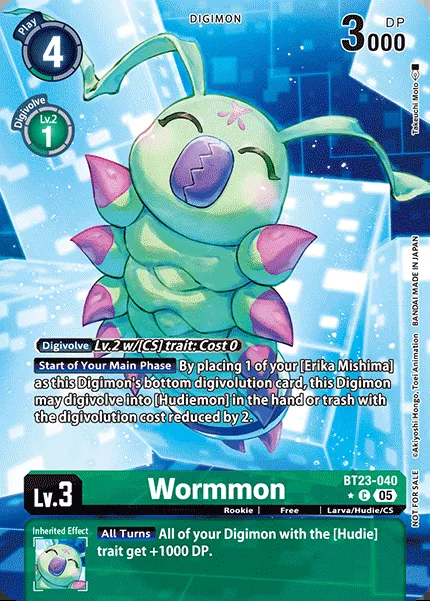 DIGIMON
Play
4
3000
DP
Digivolve
Lv.2
1
Takeuchi Moto
Digivolve Lv.2 w/[CS] trait: Cost 0
Start of Your Main Phase By placing 1 of your [Erika Mishima]
as this Digimon's bottom digivolution card, this Digimon
may digivolve into [Hudiemon] in the hand or trash with
the digivolution cost reduced by 2.
©Akiyoshi Hongo, Toei Animation BANDAI MADE IN JAPAN
NOT FOR SALE
Lv.3
Wormmon
BT23-040
★ C 05
Rookie | Free | Larva/Hudie/CS
Inherited Effect
All Turns All of your Digimon with the [Hudie]
trait get +1000 DP.